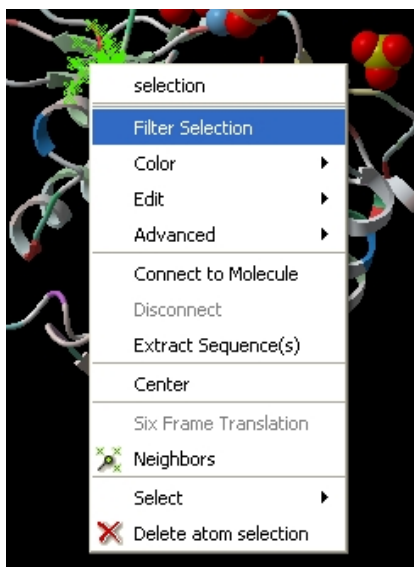 selection
Filter Selection
Color
Edit
Advanced
Connect to Molecule
Disconnect
Extract Sequence(s)
Center
Six Frame Translation
Neighbors
Select
Delete atom selection